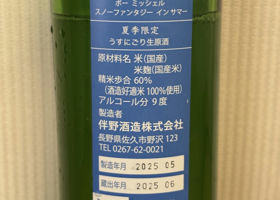 ボー ミッシェル
スノーファンタジー イン サマー
夏季限定
うすにごり生原酒
原材料名 米(国産)
米麹(国産米)
精米歩合 60%
(酒造好適米100%使用)
アルコール分 9度
製造者
伴野酒造株式会社
長野県佐久市野沢 123
TEL 0267-62-0021
製造年月 2025 05
蔵出年月 2025 06